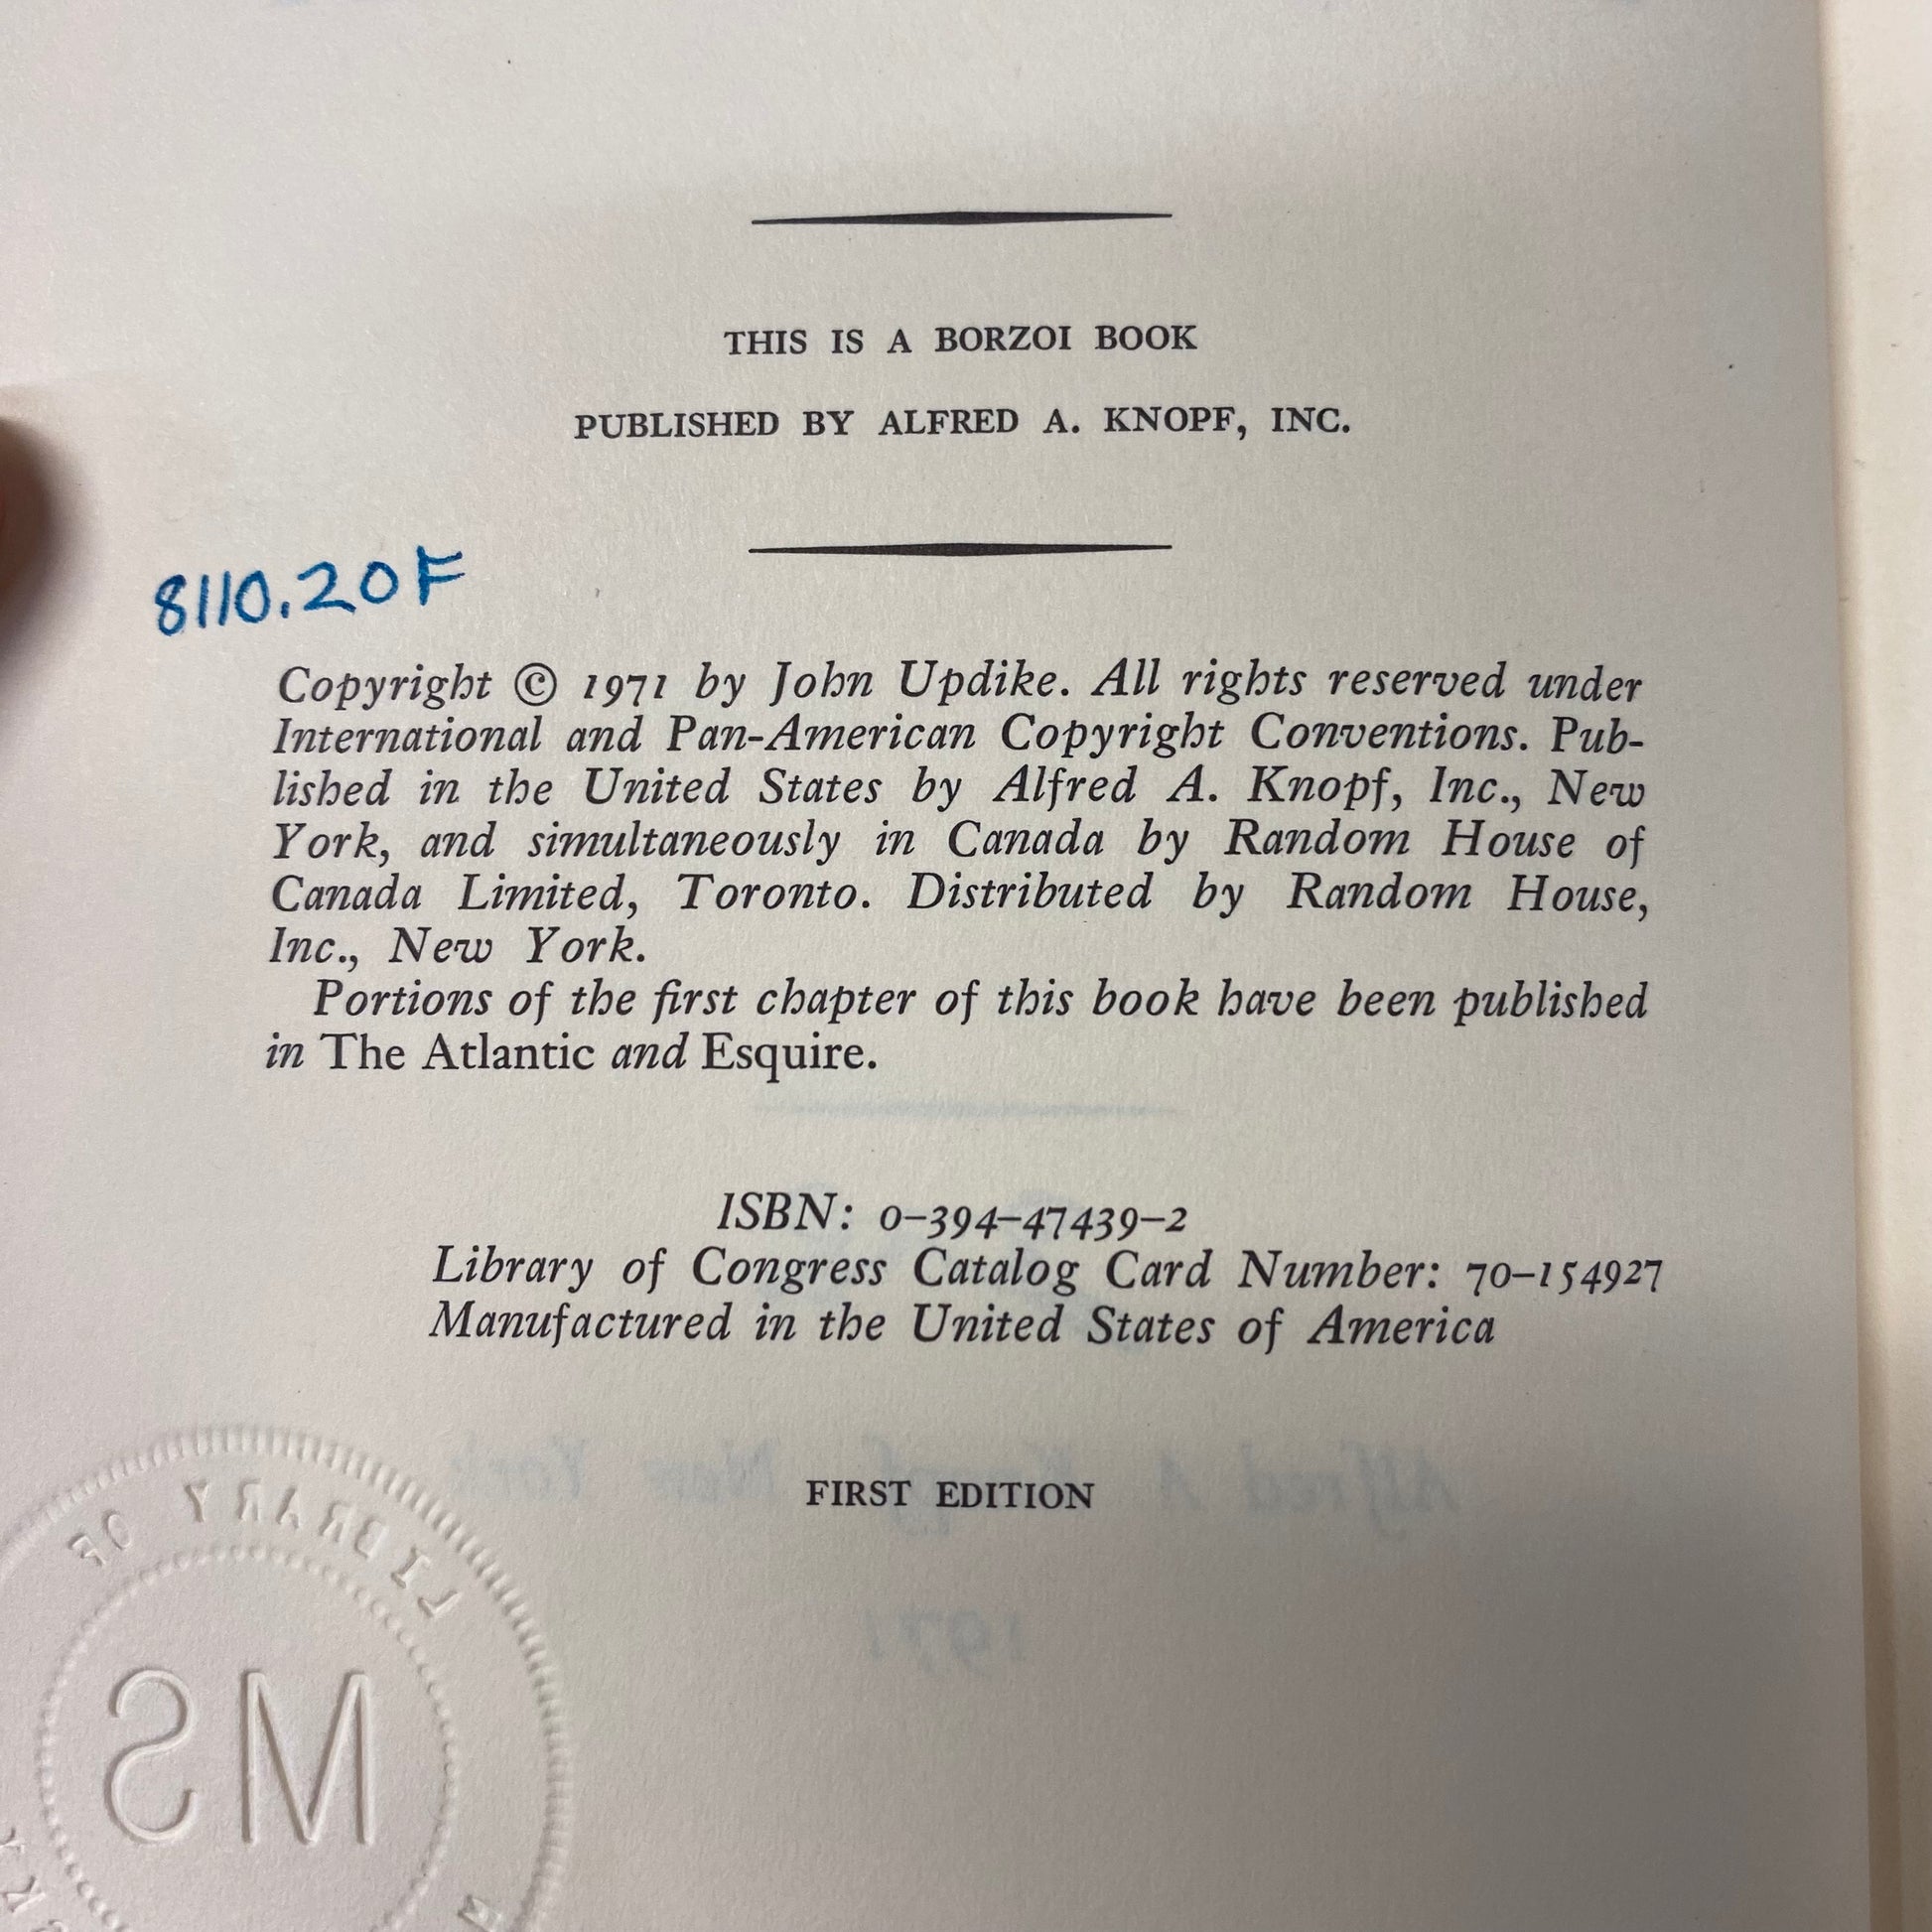 THIS IS A BORZOI BOOK
PUBLISHED BY ALFRED A. KNOPF, INC.
8110.20F
Copyright © 1971 by John Updike. All rights reserved under
International and Pan-American Copyright Conventions. Pub-
lished in the United States by Alfred A. Knopf, Inc., New
York, and simultaneously in Canada by Random House of
Canada Limited, Toronto. Distributed by Random House,
Inc., New York.
Portions of the first chapter of this book have been published
in The Atlantic and Esquire.
ISBN: 0-394-47439-2
Library of Congress Catalog Card Number: 70-154927
Manufactured in the United States of America
FIRST EDITION
LIBRARY OF
MS